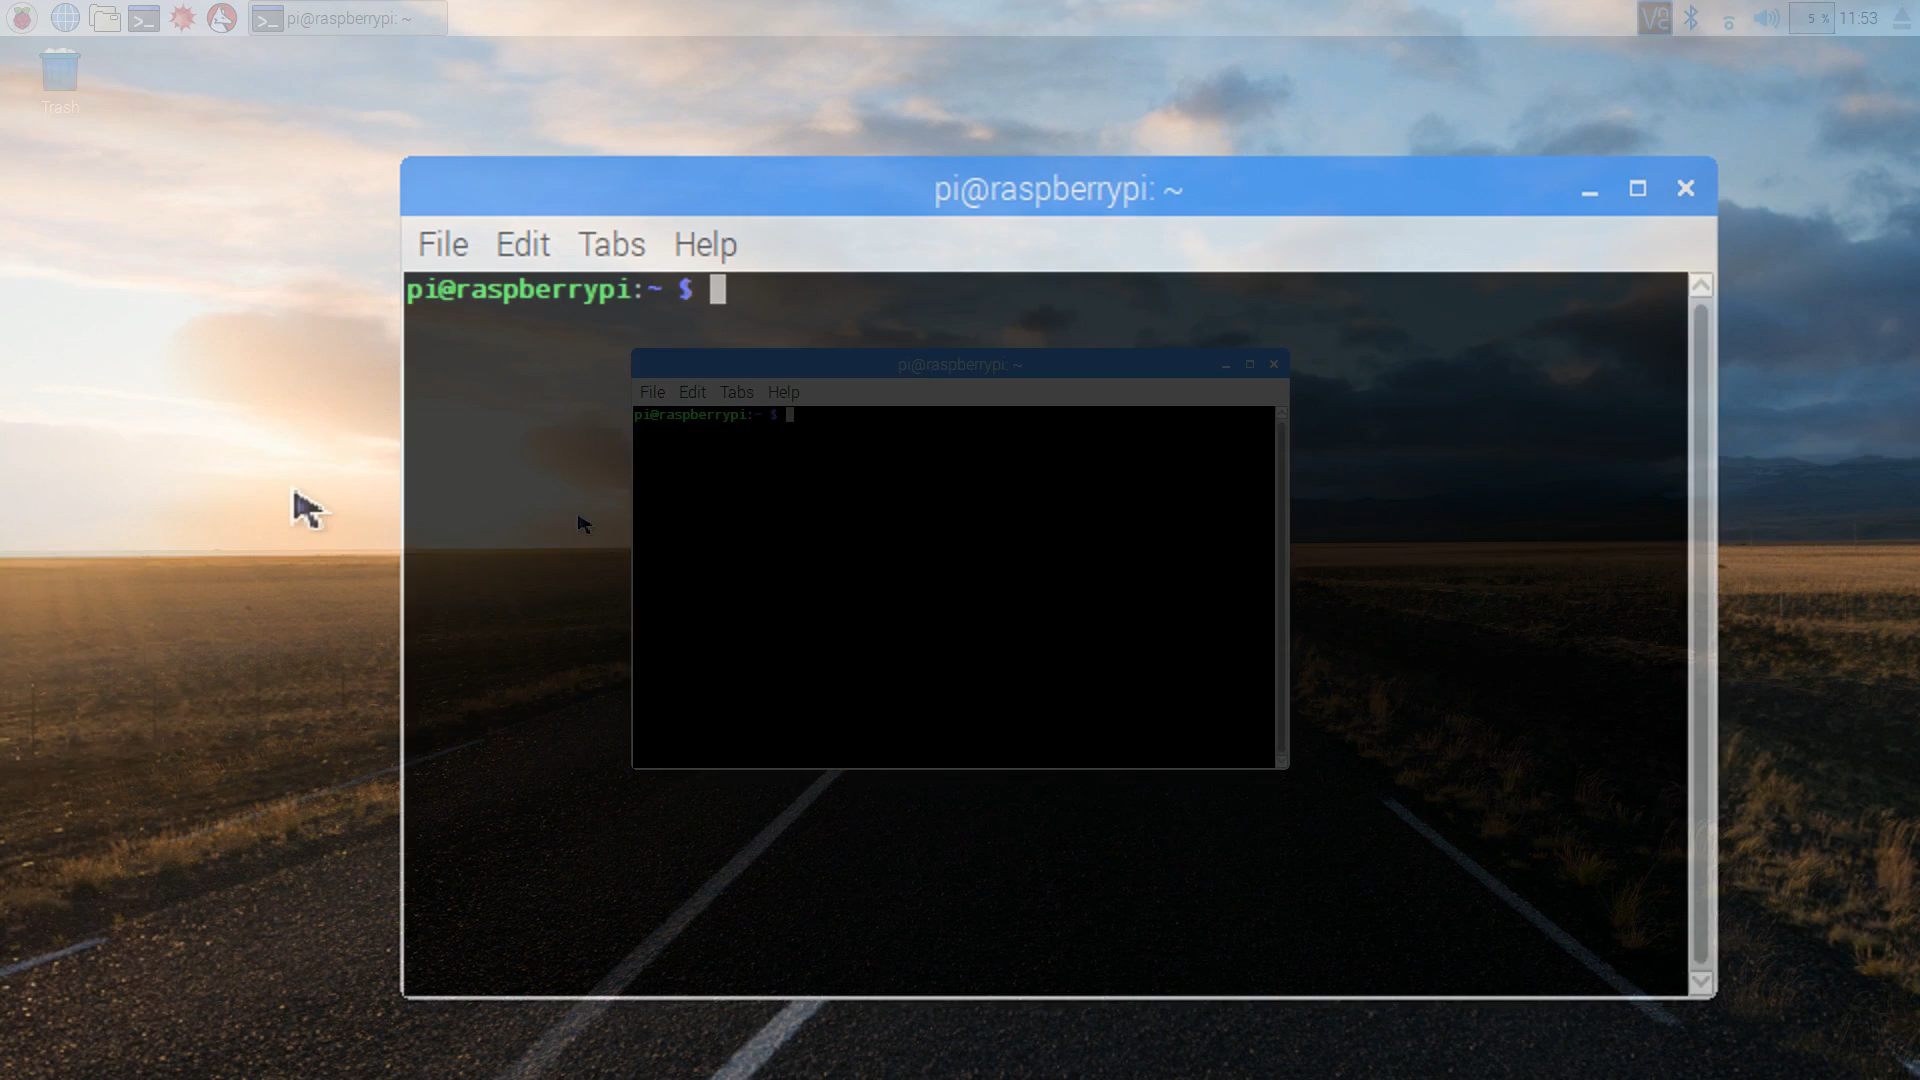 pi@raspberrypi: ~
5 %
11:53
Trash
pi@raspberrypi: ~
File Edit Tabs Help
pi@raspberrypi:~ $
pi@raspberrypi: ~
File Edit Tabs Help
pi@raspberrypi:~ $